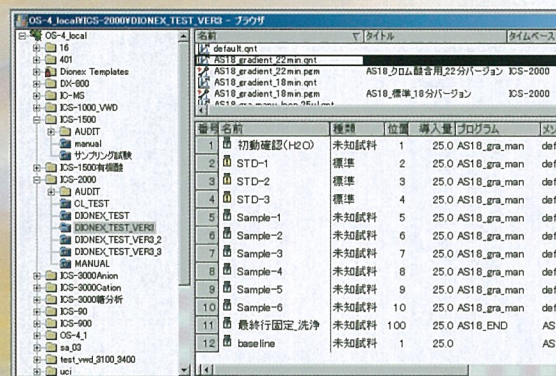 OS-4_local¥ICS-2000¥DIONEX_TEST_VER3 - ブラウザ
OS-4_local
16
401
Dionex Templates
DX-800
IC-MS
ICS-1000_VWD
ICS-1500
AUDIT
manual
サンプリング試験
ICS-1500有機酸
ICS-2000
AUDIT
CL_TEST
DIONEX_TEST
DIONEX_TEST_VER3
DIONEX_TEST_VER3_2
DIONEX_TEST_VER3_3
MANUAL
ICS-3000Anion
ICS-3000Cation
ICS-3000糖分析
ICS-90
ICS-900
OS-4_1
sa_03
test_vwd_3100_3400
uci
名前 タイトル タイムベース
default.qnt
AS18_gradient_22min.qnt
AS18_gradient_22min.pgm AS18_クロム酸含用_22分バージョン ICS-2000
AS18_gradient_18min.qnt
AS18_gradient_18min.pgm AS18_標準_18分バージョン ICS-2000
番号 名前 種類 位置 導入量 プログラム
1 初動確認(H2O) 未知試料 1 25.0 AS18_gra_man def
2 STD-1 標準 2 25.0 AS18_gra_man def
3 STD-2 標準 3 25.0 AS18_gra_man def
4 STD-3 標準 4 25.0 AS18_gra_man def
5 Sample-1 未知試料 5 25.0 AS18_gra_man def
6 Sample-2 未知試料 6 25.0 AS18_gra_man def
7 Sample-3 未知試料 7 25.0 AS18_gra_man def
8 Sample-4 未知試料 8 25.0 AS18_gra_man def
9 Sample-5 未知試料 9 25.0 AS18_gra_man def
10 Sample-6 未知試料 10 25.0 AS18_gra_man def
11 最終行固定_洗浄 未知試料 100 25.0 AS18_END AS
12 baseline 未知試料 1 25.0 AS